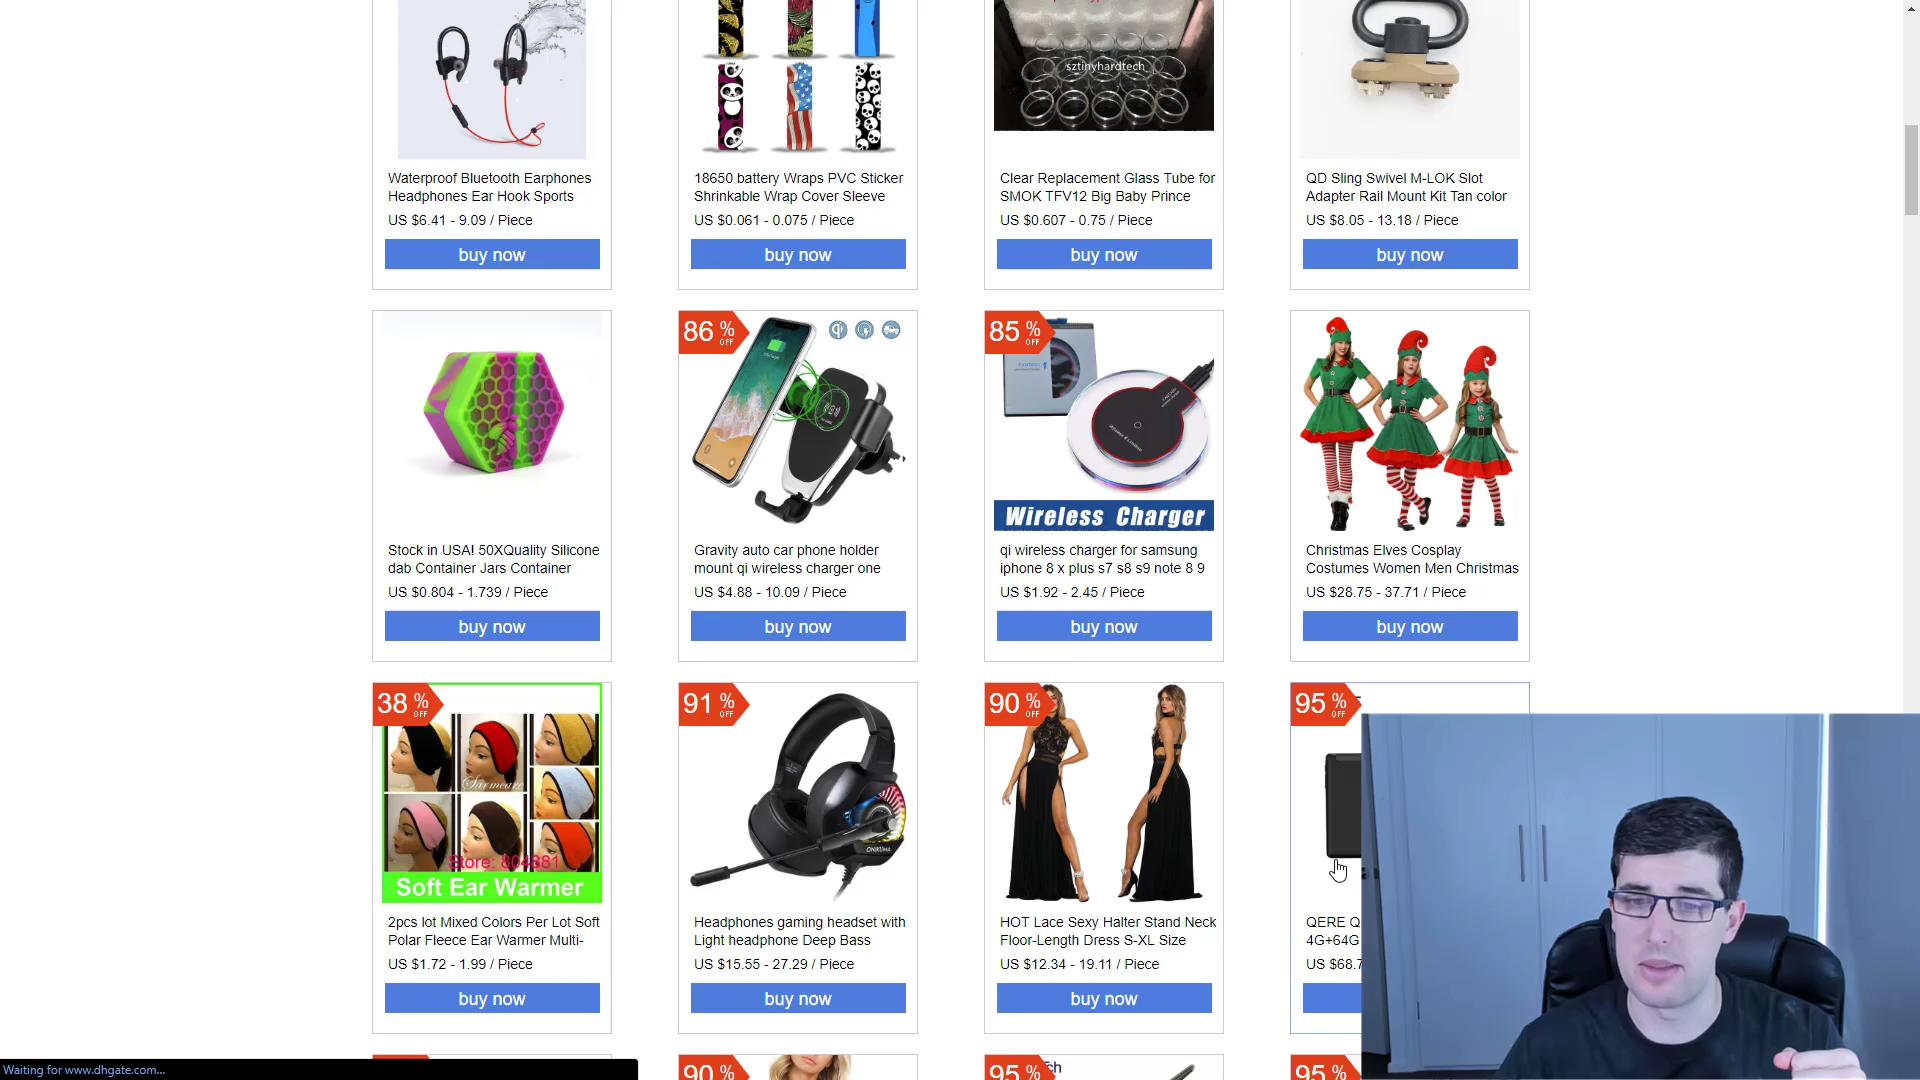 sztinyhardtech
Waterproof Bluetooth Earphones
Headphones Ear Hook Sports
US $6.41 - 9.09 / Piece
buy now
18650 battery Wraps PVC Sticker
Shrinkable Wrap Cover Sleeve
US $0.061 - 0.075 / Piece
buy now
Clear Replacement Glass Tube for
SMOK TFV12 Big Baby Prince
US $0.607 - 0.75 / Piece
buy now
QD Sling Swivel M-LOK Slot
Adapter Rail Mount Kit Tan color
US $8.05 - 13.18 / Piece
buy now
Stock in USA! 50XQuality Silicone
dab Container Jars Container
US $0.804 - 1.739 / Piece
buy now
86 % OFF
Gravity auto car phone holder
mount qi wireless charger one
US $4.88 - 10.09 / Piece
buy now
85 % OFF
Wireless Charger
qi wireless charger for samsung
iphone 8 x plus s7 s8 s9 note 8 9
US $1.92 - 2.45 / Piece
buy now
Christmas Elves Cosplay
Costumes Women Men Christmas
US $28.75 - 37.71 / Piece
buy now
38 % OFF
Sarmcare
Store: 804381
Soft Ear Warmer
2pcs lot Mixed Colors Per Lot Soft
Polar Fleece Ear Warmer Multi-
US $1.72 - 1.99 / Piece
buy now
91 % OFF
ONIKUMA
Headphones gaming headset with
Light headphone Deep Bass
US $15.55 - 27.29 / Piece
buy now
90 % OFF
HOT Lace Sexy Halter Stand Neck
Floor-Length Dress S-XL Size
US $12.34 - 19.11 / Piece
buy now
95 % OFF
QERE Q
4G+64G
US $68.7
90 %
95 %
95 %
Waiting for www.dhgate.com...